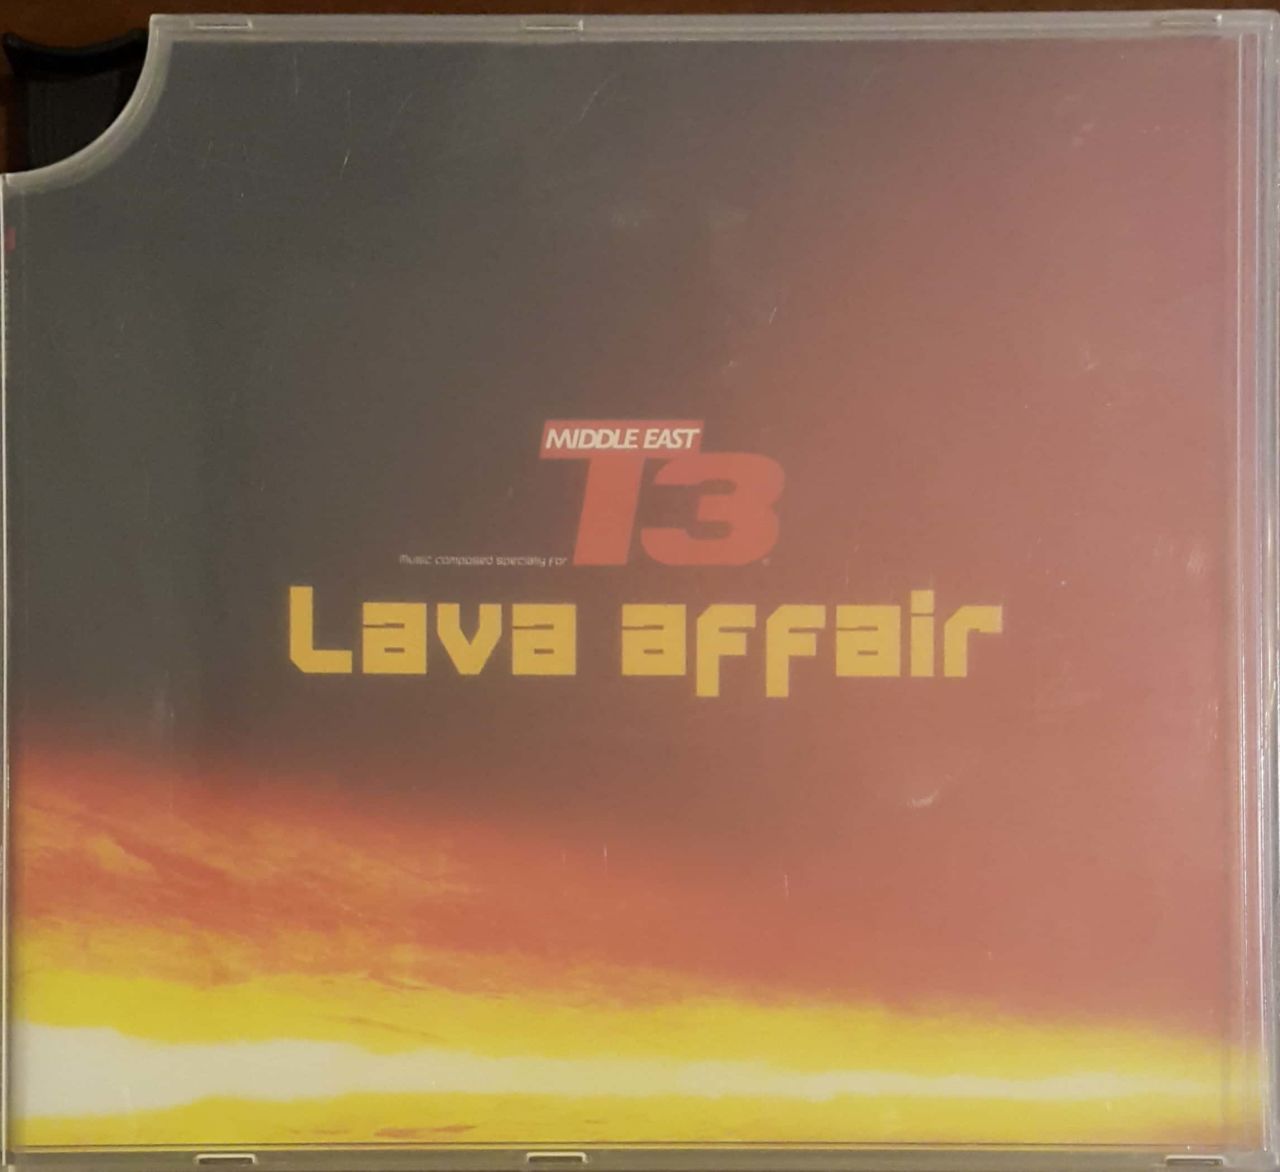 MIDDLE EAST
T3
Music composed specially for
Lava affair